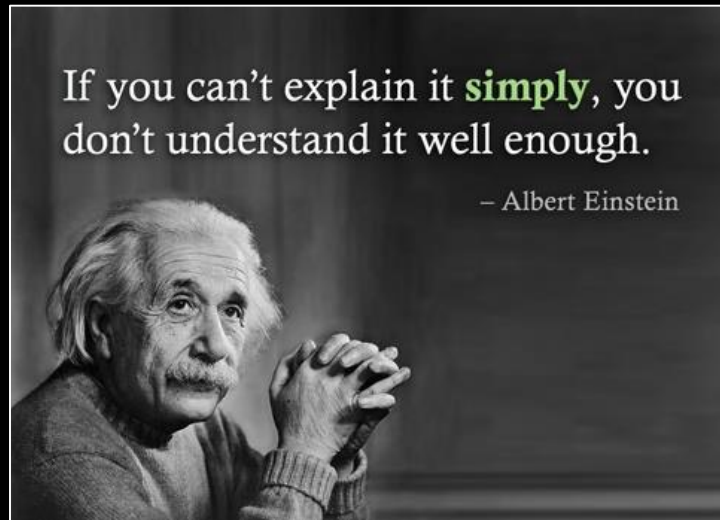 If you can’t explain it simply, you
don’t understand it well enough.
– Albert Einstein